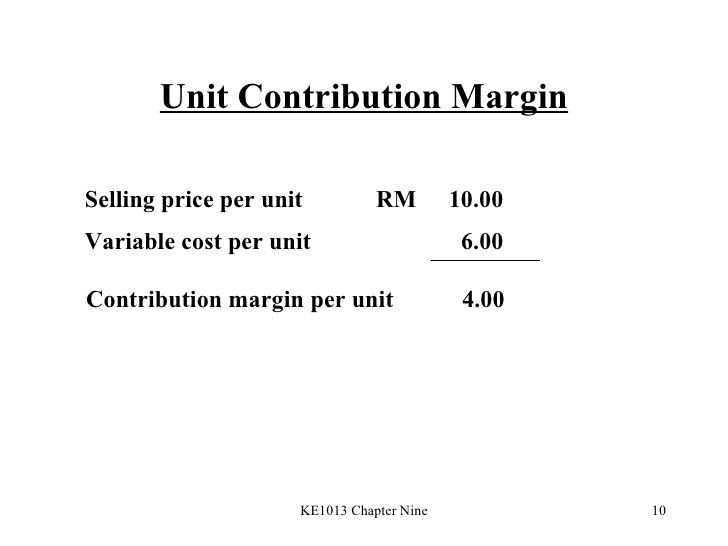 Unit Contribution Margin
Selling price per unit RM 10.00
Variable cost per unit 6.00
Contribution margin per unit 4.00
KE1013 Chapter Nine 10